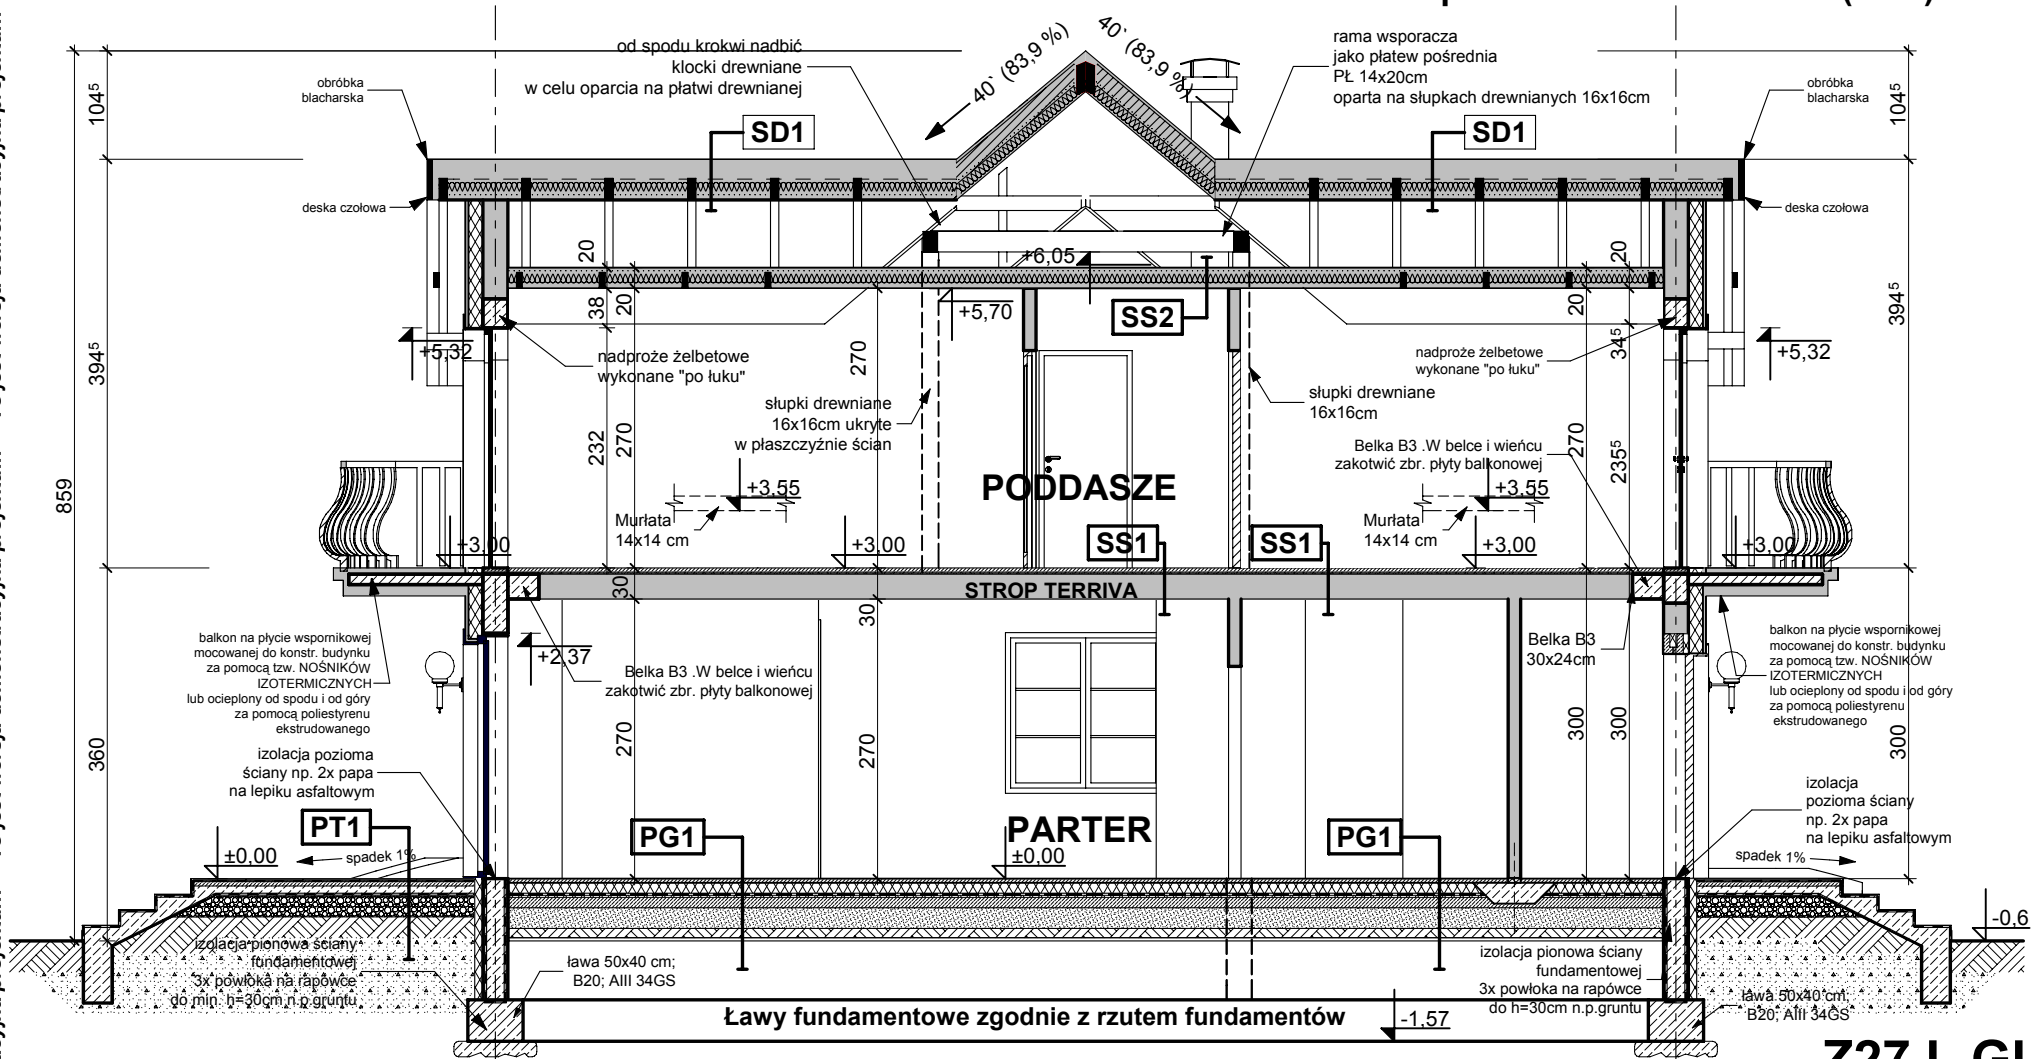 od spodu krokwi nadbić
klocki drewniane
w celu oparcia na płatwi drewnianej
40` (83,9 %)
40` (83,9 %)
rama wsporacza
jako płatew pośrednia
PŁ 14x20cm
oparta na słupkach drewnianych 16x16cm
obróbka
blacharska
obróbka
blacharska
SD1
SD1
104⁵
104⁵
deska czołowa
deska czołowa
20
+6,05
20
38
20
+5,70
SS2
20
394⁵
394⁵
+5,32
nadproże żelbetowe
wykonane "po łuku"
270
nadproże żelbetowe
wykonane "po łuku"
34⁵
+5,32
słupki drewniane
16x16cm ukryte
w płaszczyźnie ścian
słupki drewniane
16x16cm
232
270
Belka B3 .W belce i wieńcu
zakotwić zbr. płyty balkonowej
270
235⁵
859
+3,55
PODDASZE
+3,55
Murłata
14x14 cm
Murłata
14x14 cm
SS1
SS1
+3,00
+3,00
+3,00
+3,00
30
STROP TERRIVA
30
balkon na płycie wspornikowej
mocowanej do konstr. budynku
za pomocą tzw. NOŚNIKÓW
IZOTERMICZNYCH
lub ocieplony od spodu i od góry
za pomocą poliestyrenu
ekstrudowanego
+2,37
Belka B3 .W belce i wieńcu
zakotwić zbr. płyty balkonowej
Belka B3
30x24cm
balkon na płycie wspornikowej
mocowanej do konstr. budynku
za pomocą tzw. NOŚNIKÓW
IZOTERMICZNYCH
lub ocieplony od spodu i od góry
za pomocą poliestyrenu
ekstrudowanego
360
270
270
300
300
300
izolacja pozioma
ściany np. 2x papa
na lepiku asfaltowym
izolacja
pozioma ściany
np. 2x papa
na lepiku asfaltowym
PT1
PG1
PARTER
PG1
±0,00
spadek 1%
±0,00
spadek 1%
-0,6
izolacja pionowa ściany
fundamentowej
3x powłoka na rapówce
do min. h=30cm n.p.gruntu
ława 50x40 cm;
B20; AIII 34GS
izolacja pionowa ściany
fundamentowej
3x powłoka na rapówce
do h=30cm n.p.gruntu
ława 50x40 cm;
B20; AIII 34GS
Ławy fundamentowe zgodnie z rzutem fundamentów
-1,57